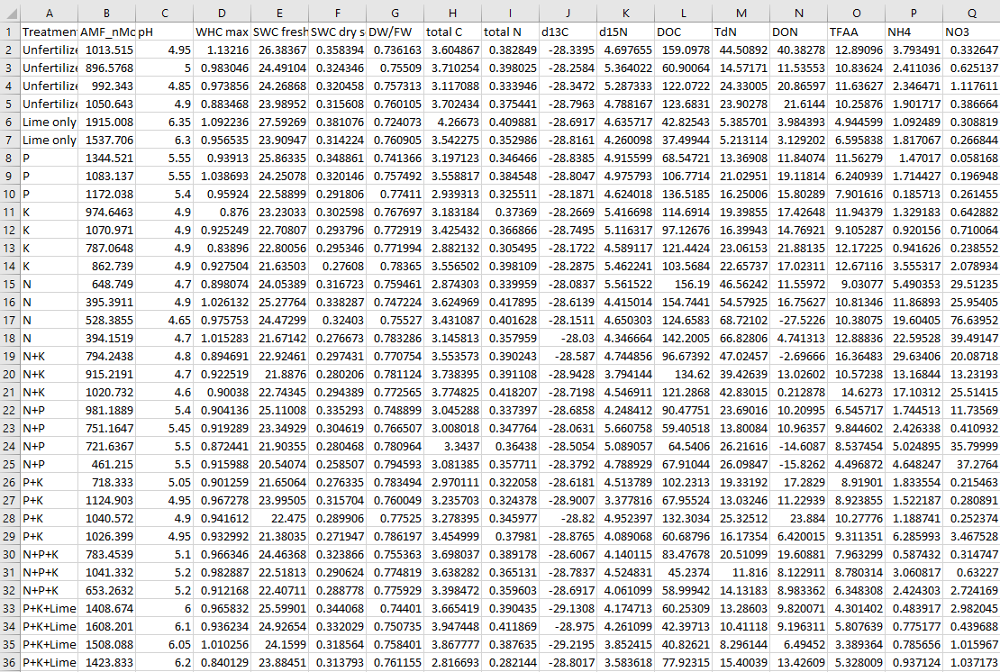 A B C D E F G H I J K L M N O P Q
1 Treatment AMF_nMo pH WHC max SWC fresh SWC dry s DW/FW total C total N d13C d15N DOC TdN DON TFAA NH4 NO3
2 Unfertilize 1013.515 4.95 1.13216 26.38367 0.358394 0.736163 3.604867 0.382849 -28.3395 4.697655 159.0978 44.50892 40.38278 12.89096 3.793491 0.332647
3 Unfertilize 896.5768 5 0.983046 24.49104 0.324346 0.75509 3.710254 0.398025 -28.2584 5.364022 60.90064 14.57171 11.53553 10.83624 2.411036 0.625137
4 Unfertilize 992.343 4.85 0.973856 24.26868 0.320458 0.757313 3.117088 0.333946 -28.3472 5.287333 122.0722 24.33005 20.86597 11.63627 2.346471 1.117611
5 Unfertilize 1050.643 4.9 0.883468 23.98952 0.315608 0.760105 3.702434 0.375441 -28.7963 4.788167 123.6831 23.90278 21.6144 10.25876 1.901717 0.386664
6 Lime only 1915.008 6.35 1.092236 27.59269 0.381076 0.724073 4.26673 0.409881 -28.6917 4.635717 42.82543 5.385701 3.984393 4.944599 1.092489 0.308819
7 Lime only 1537.706 6.3 0.956535 23.90947 0.314224 0.760905 3.542275 0.352986 -28.8161 4.260098 37.49944 5.213114 3.129202 6.595838 1.817067 0.266844
8 P 1344.521 5.55 0.93913 25.86335 0.348861 0.741366 3.197123 0.346466 -28.8385 4.915599 68.54721 13.36908 11.84074 11.56279 1.47017 0.058168
9 P 1083.137 5.55 1.038693 24.25078 0.320146 0.757492 3.558817 0.384548 -28.8047 4.975793 106.7714 21.02951 19.11814 6.240939 1.714427 0.196948
10 P 1172.038 5.4 0.95924 22.58899 0.291806 0.77411 2.939313 0.325511 -28.1871 4.624018 136.5185 16.25006 15.80289 7.901616 0.185713 0.261455
11 K 974.6463 4.9 0.876 23.23033 0.302598 0.767697 3.183184 0.37369 -28.2669 5.416698 114.6914 19.39855 17.42648 11.94379 1.329183 0.642882
12 K 1070.971 4.9 0.925249 22.70807 0.293796 0.772919 3.425432 0.366866 -28.7495 5.116317 97.12676 16.39943 14.76921 9.105287 0.920156 0.710064
13 K 787.0648 4.9 0.83896 22.80056 0.295346 0.771994 2.882132 0.305495 -28.1722 4.589117 121.4424 23.06153 21.88135 12.17225 0.941626 0.238552
14 K 862.739 4.9 0.927504 21.63503 0.27608 0.78365 3.556502 0.398109 -28.2875 5.462241 103.5684 22.65737 17.02311 12.67116 3.555317 2.078934
15 N 648.749 4.7 0.898074 24.05389 0.316723 0.759461 2.874303 0.339959 -28.0837 5.561522 156.19 46.56242 11.55972 9.03077 5.490353 29.51235
16 N 395.3911 4.9 1.026132 25.27764 0.338287 0.747224 3.624969 0.417895 -28.6139 4.415014 154.7441 54.57925 16.75627 10.81346 11.86893 25.95405
17 N 528.3855 4.65 0.975753 24.47299 0.32403 0.75527 3.431087 0.401628 -28.1511 4.650303 124.6583 68.72102 -27.5226 10.38075 19.60405 76.63952
18 N 394.1519 4.7 1.015283 21.67142 0.276673 0.783286 3.145813 0.357959 -28.03 4.346664 142.2005 66.82806 4.741313 12.88836 22.59528 39.49147
19 N+K 794.2438 4.8 0.894691 22.92461 0.297431 0.770754 3.553573 0.390243 -28.587 4.744856 96.67392 47.02457 -2.69666 16.36483 29.63406 20.08718
20 N+K 915.2191 4.7 0.922519 21.8876 0.280206 0.781124 3.738395 0.391108 -28.9428 3.794144 134.62 39.42639 13.02602 10.57238 13.16844 13.23193
21 N+K 1020.732 4.6 0.90038 22.74345 0.294389 0.772565 3.774825 0.418207 -28.7198 4.546911 121.2868 42.83015 0.212878 14.6273 17.10312 25.51415
22 N+P 981.1889 5.4 0.904136 25.11008 0.335293 0.748899 3.045288 0.337397 -28.6858 4.248412 90.47751 23.69016 10.20995 6.545717 1.744513 11.73569
23 N+P 751.1647 5.45 0.919289 23.34929 0.304619 0.766507 3.008018 0.347764 -28.0631 5.660758 59.40518 13.80084 10.96357 9.844602 2.426338 0.410932
24 N+P 721.6367 5.5 0.872441 21.90355 0.280468 0.780964 3.3437 0.36438 -28.5054 5.089057 64.5406 26.21616 -14.6087 8.537454 5.024895 35.79999
25 N+P 461.215 5.5 0.915988 20.54074 0.258507 0.794593 3.081385 0.357711 -28.3792 4.788929 67.91044 26.09847 -15.8262 4.496872 4.648247 37.2764
26 P+K 718.333 5.05 0.901259 21.65064 0.276335 0.783494 2.970111 0.322058 -28.6181 4.513789 102.2313 19.33192 17.2829 8.91901 1.833554 0.215463
27 P+K 1124.903 4.95 0.967278 23.99505 0.315704 0.760049 3.235703 0.324378 -28.9007 3.377816 67.95524 13.03246 11.22939 8.923855 1.522187 0.280891
28 P+K 1040.572 4.9 0.941612 22.475 0.289906 0.77525 3.278395 0.345977 -28.82 4.952397 132.3034 25.32512 23.884 10.27776 1.188741 0.252374
29 P+K 1026.399 4.95 0.932992 21.38035 0.271947 0.786197 3.454999 0.37981 -28.8765 4.089068 60.68796 16.17354 6.420015 9.311351 6.285993 3.467528
30 N+P+K 783.4539 5.1 0.966346 24.46368 0.323866 0.755363 3.698037 0.389178 -28.6067 4.140115 83.47678 20.51099 19.60881 7.963299 0.587432 0.314747
31 N+P+K 1041.332 5.2 0.982887 22.51813 0.290624 0.774819 3.638282 0.365131 -28.7837 4.524831 45.2374 11.816 8.122911 8.780314 3.060817 0.63227
32 N+P+K 653.2632 5.2 0.912168 22.40711 0.288778 0.775929 3.398472 0.359603 -28.6917 4.061099 58.99942 14.13183 8.983362 6.348308 2.424303 2.724169
33 P+K+Lime 1408.674 6 0.965832 25.59901 0.344068 0.74401 3.665419 0.390435 -29.1308 4.174713 60.25339 13.28603 9.820071 4.301402 0.483917 2.982045
34 P+K+Lime 1608.201 6.1 0.936234 24.92654 0.332029 0.750735 3.947448 0.411869 -28.975 4.261099 42.39713 10.41118 9.196311 5.807639 0.775177 0.439688
35 P+K+Lime 1508.088 6.05 1.010256 24.1599 0.318564 0.758401 3.867777 0.387635 -29.2195 3.852415 40.82621 8.296144 6.49452 3.389364 0.785656 1.015967
36 P+K+Lime 1423.833 6.2 0.840129 23.88451 0.313793 0.761155 2.816693 0.282144 -28.8017 3.583618 77.92315 15.40039 13.42609 5.328009 0.937124 1.037173